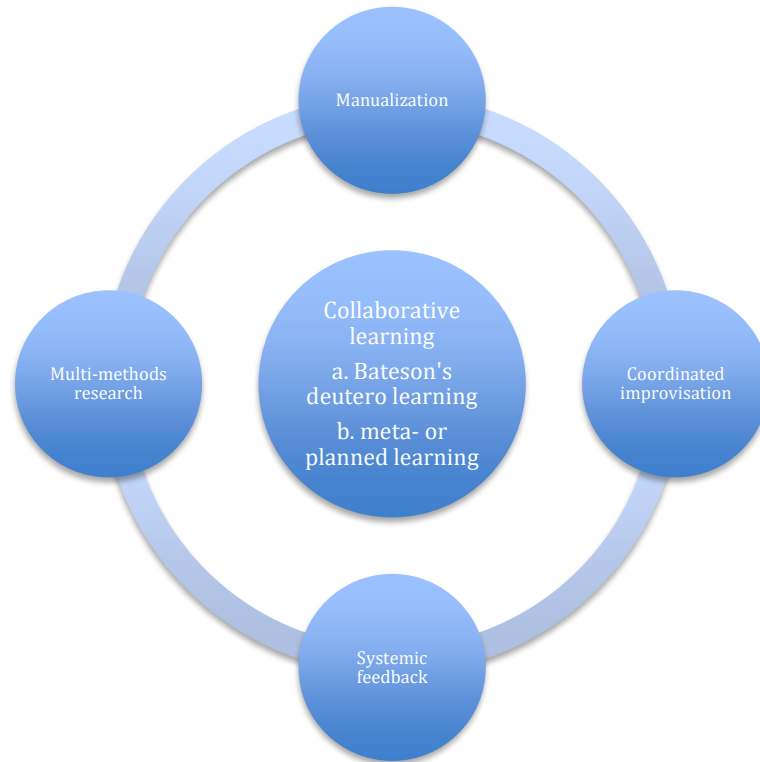 Manualization
Collaborative
learning
a. Bateson's
deutero learning
b. meta- or
planned learning
Multi-methods
research
Coordinated
improvisation
Systemic
feedback